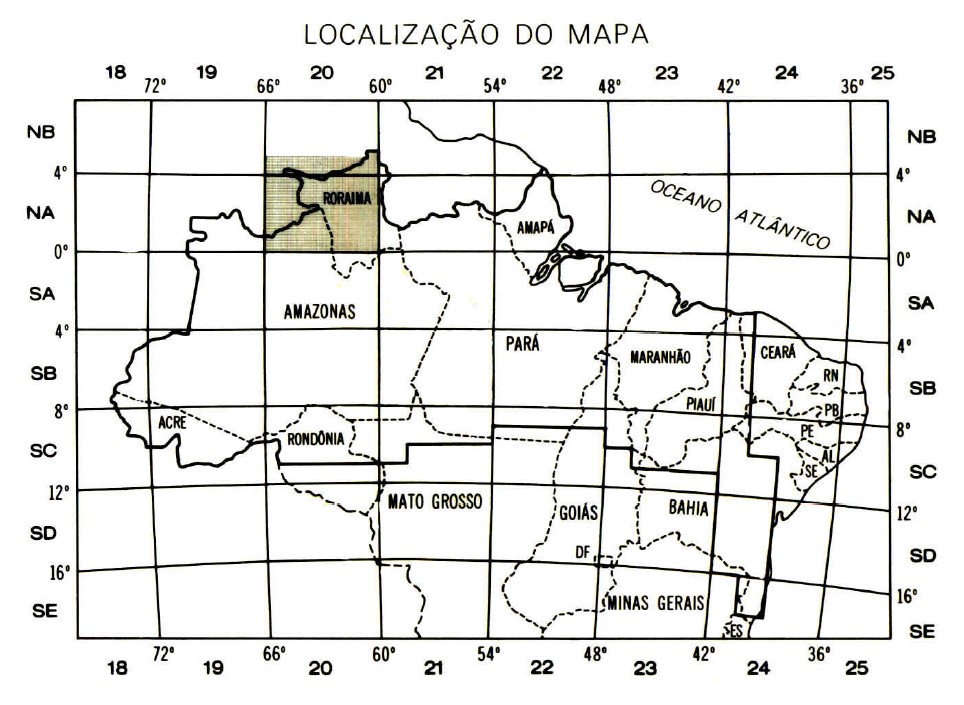 LOCALIZAÇÃO DO MAPA
18 19 20 21 22 23 24 25
72° 66° 60° 54° 48° 42° 36°
NB NB
4° 4°
OCEANO ATLÂNTICO
RORAIMA
NA NA
AMAPÁ
0° 0°
SA SA
AMAZONAS
4° PARÁ 4°
MARANHÃO CEARÁ
SB RN SB
PIAUÍ PB
8° 8°
ACRE PE
RONDÔNIA
SC AL SC
SE
12° MATO GROSSO GOIÁS BAHIA 12°
SD SD
DF
16° 16°
SE MINAS GERAIS SE
ES
72° 66° 60° 54° 48° 42° 36°
18 19 20 21 22 23 24 25